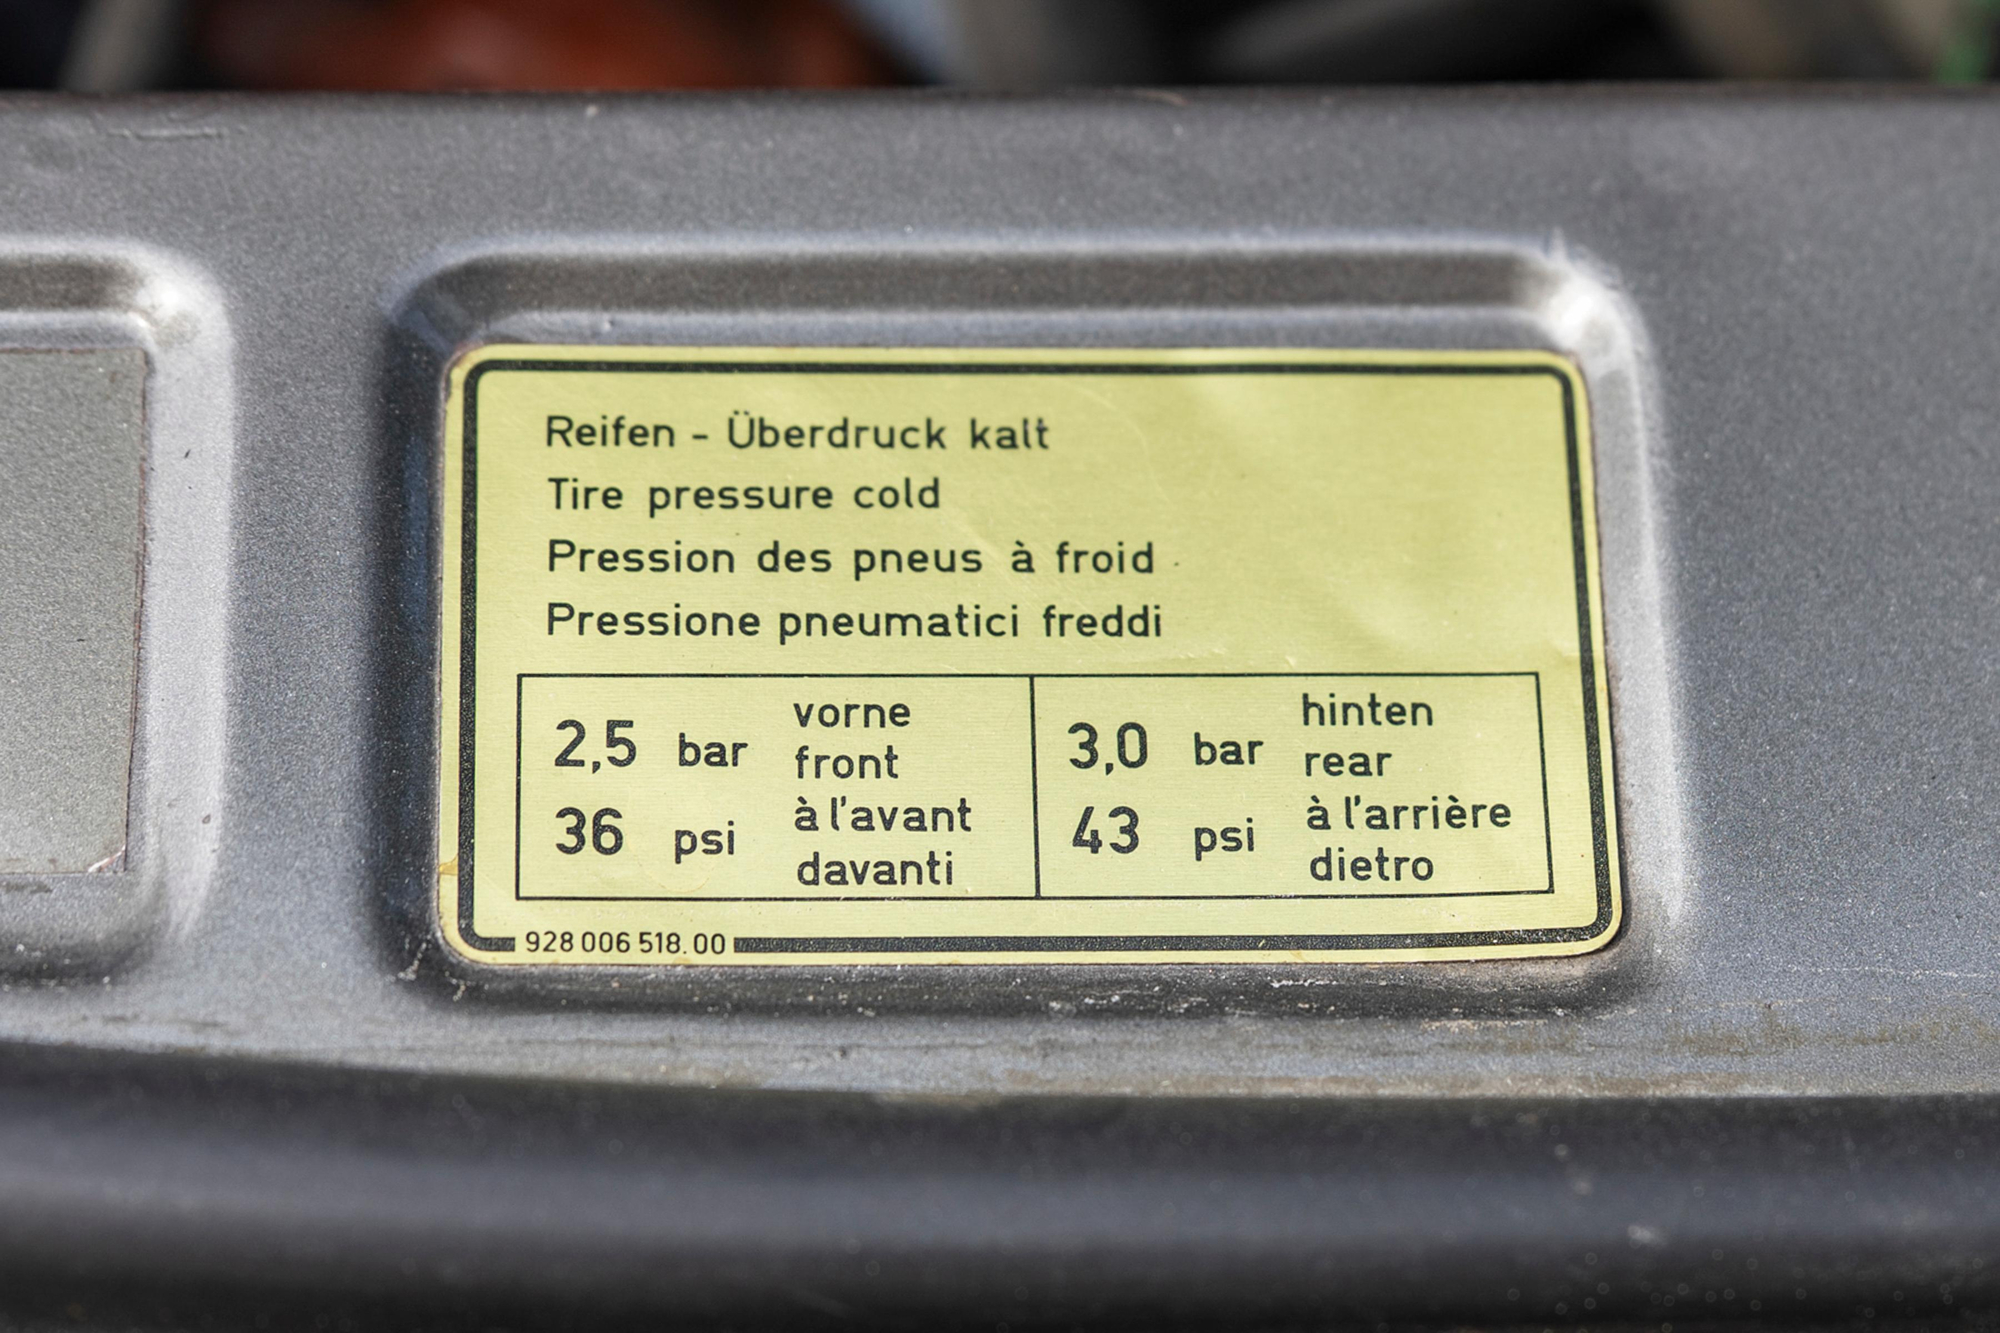 Reifen - Überdruck kalt
Tire pressure cold
Pression des pneus à froid
Pressione pneumatici freddi
2,5 bar
36 psi
vorne
front
à l'avant
davanti
3,0 bar
43 psi
hinten
rear
à l'arrière
dietro
928 006 518.00